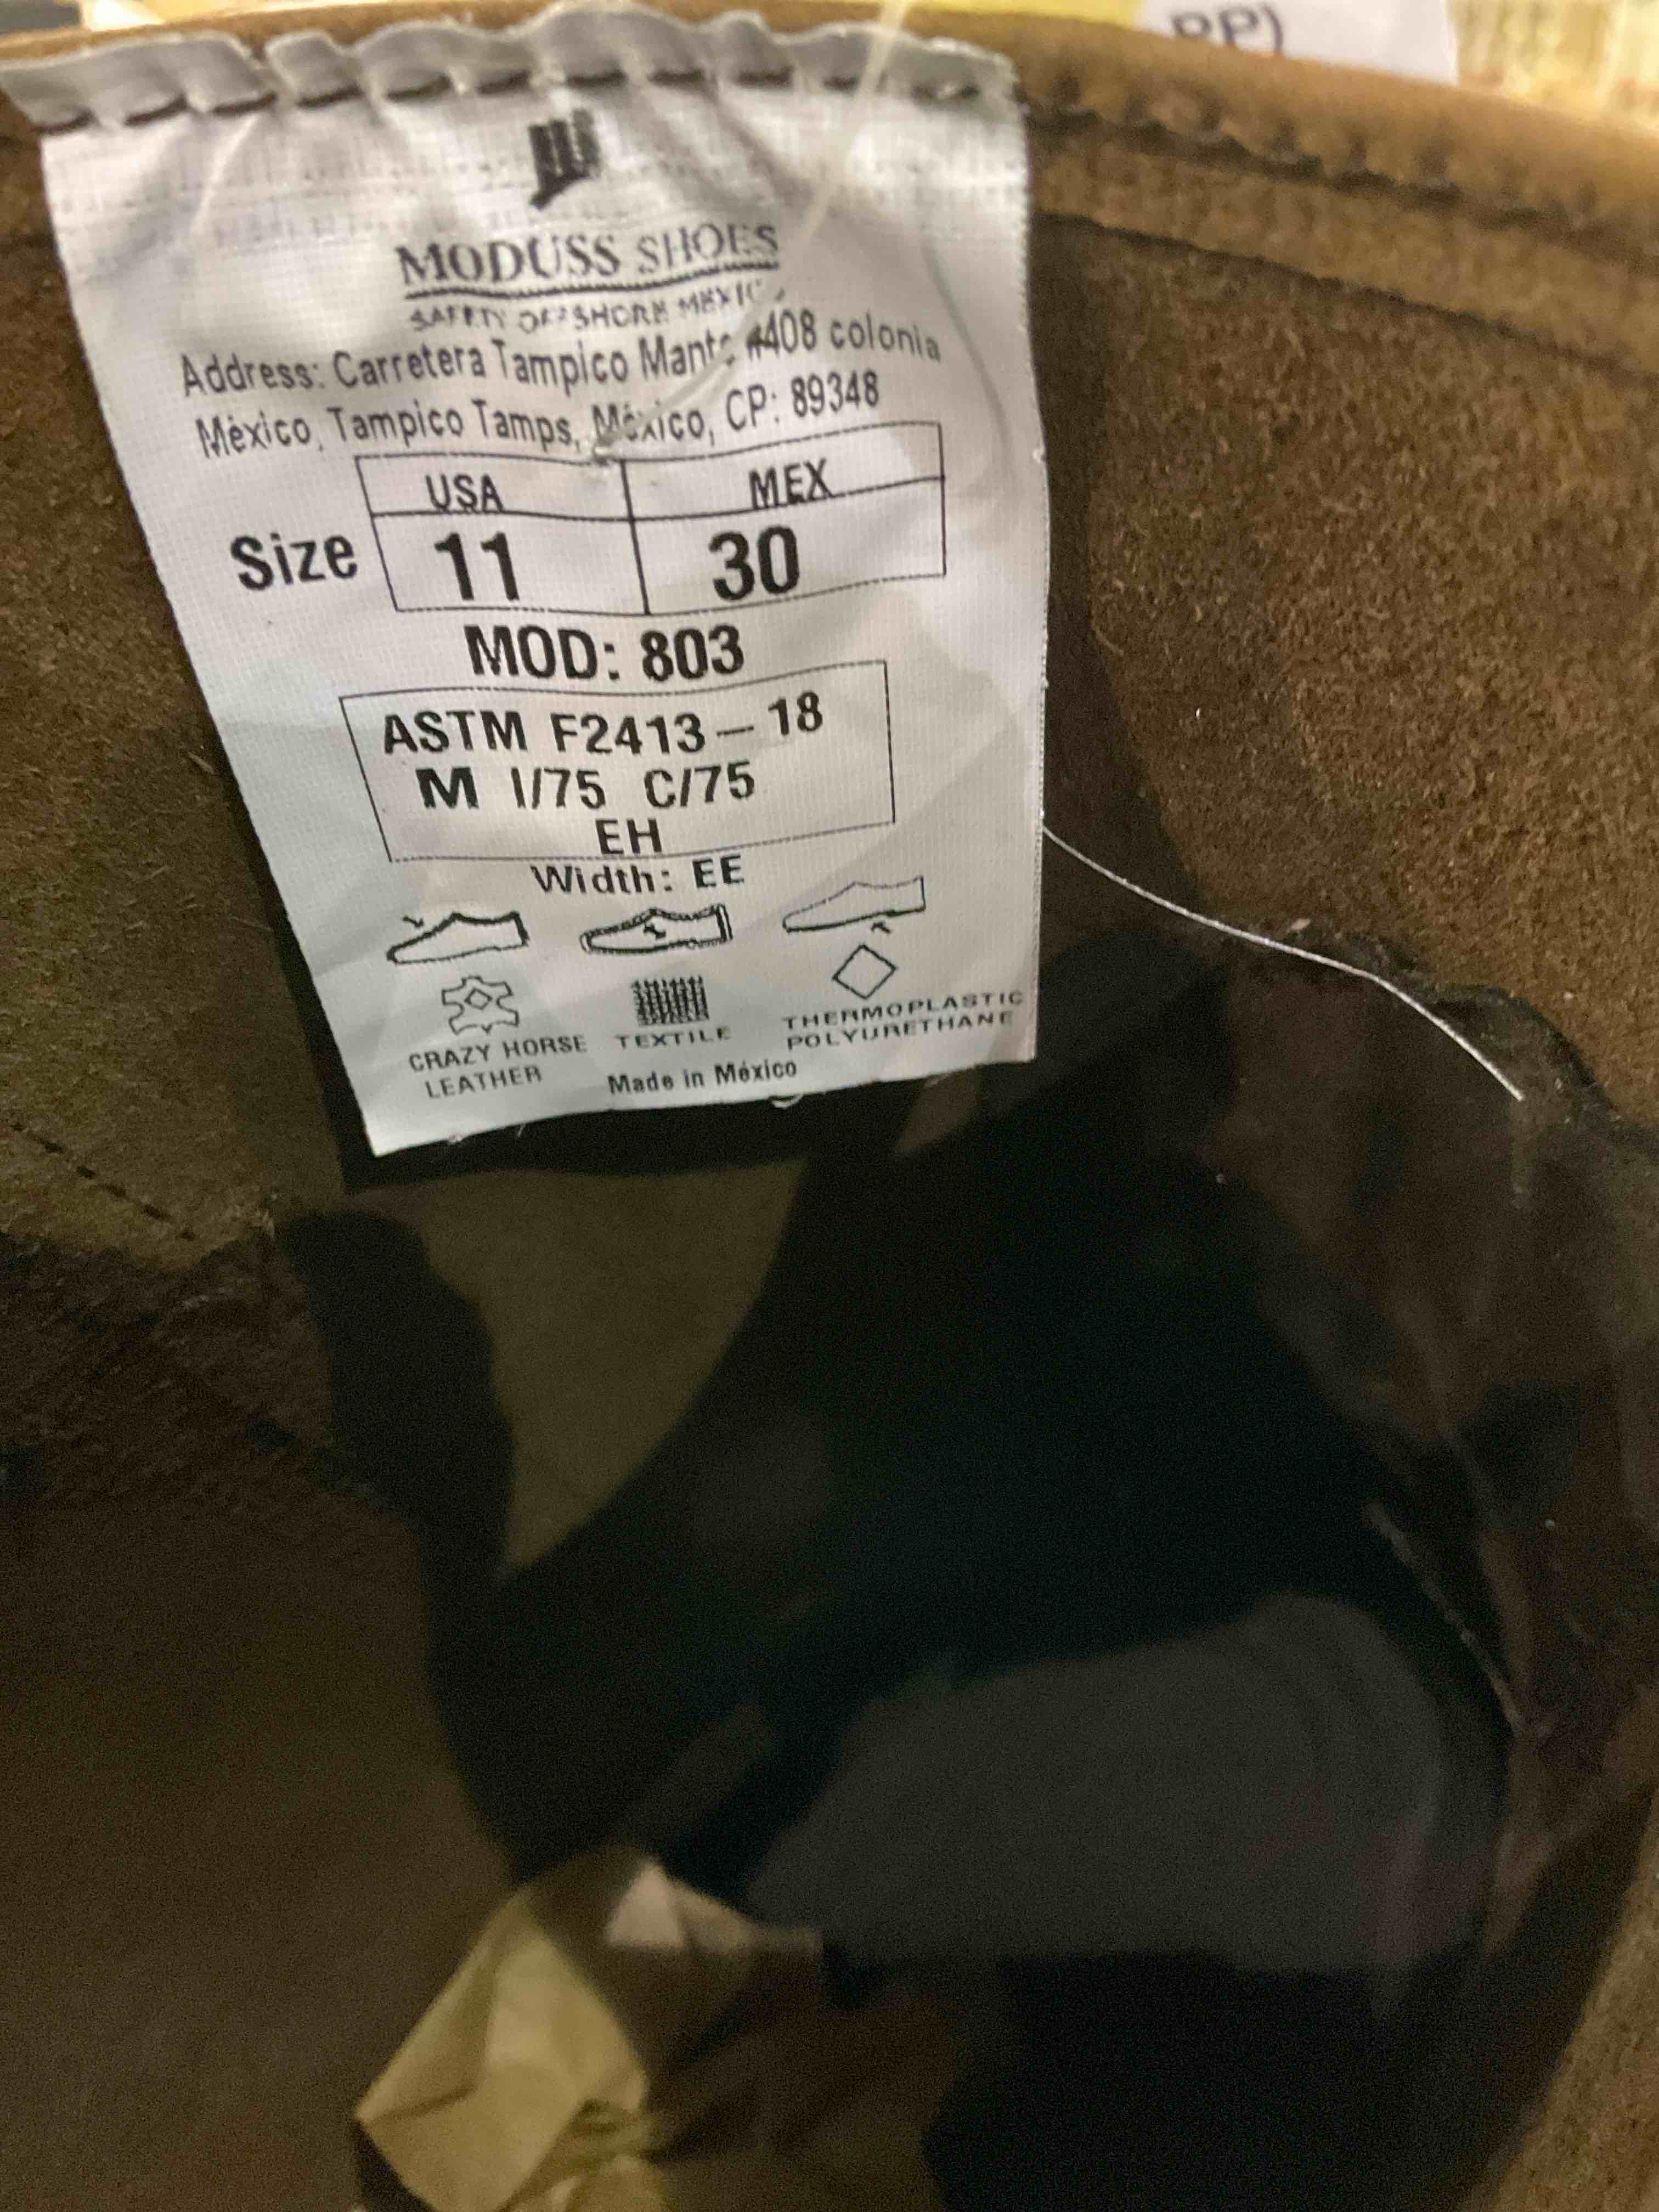 PP)
MODUSS SHOES
SAFETY OFFSHORE MEXICO
Address: Carretera Tampico Mante #408 colonia
México, Tampico Tamps, México, CP: 89348
USA MEX
Size 11 30
MOD: 803
ASTM F2413-18
M I/75 C/75
EH
Width: EE
CRAZY HORSE LEATHER
TEXTILE
THERMOPLASTIC POLYURETHANE
Made in México